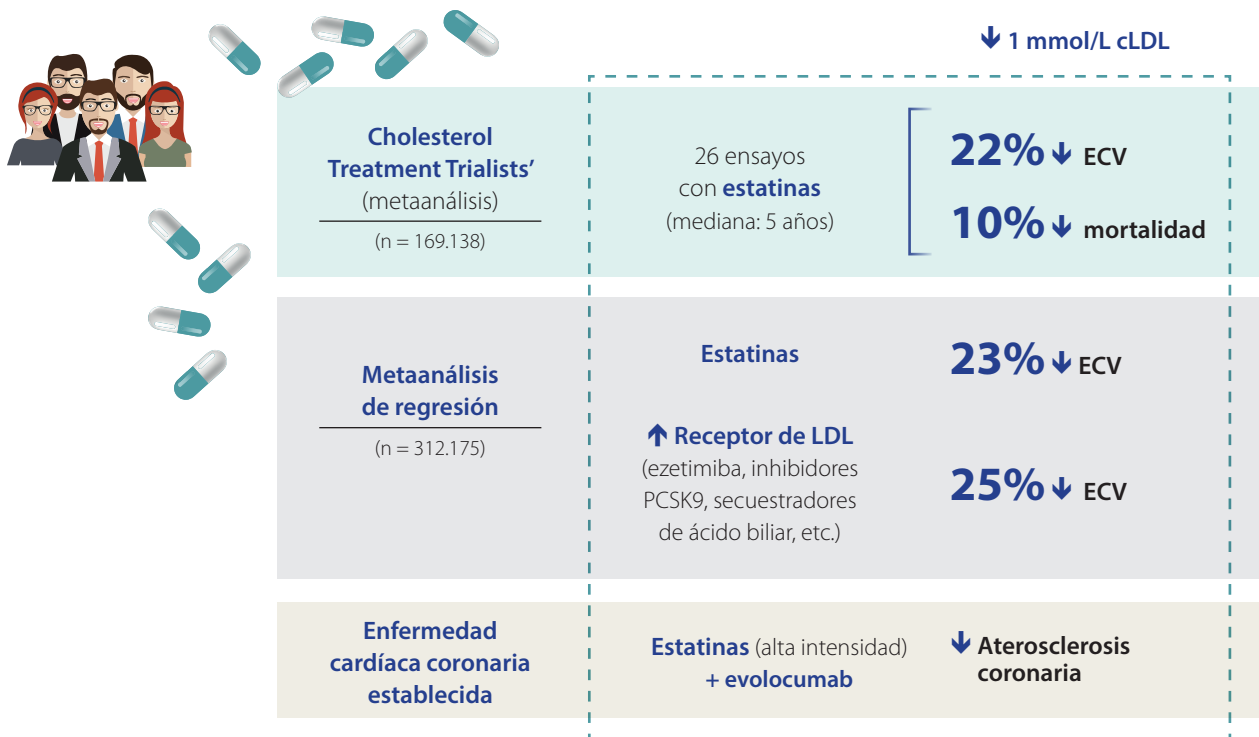 ↓ 1 mmol/L cLDL
Cholesterol
Treatment Trialists’
(metaanálisis)
(n = 169.138)
26 ensayos
con estatinas
(mediana: 5 años)
22% ↓ ECV
10% ↓ mortalidad
Metaanálisis
de regresión
(n = 312.175)
Estatinas
23% ↓ ECV
↑ Receptor de LDL
(ezetimiba, inhibidores
PCSK9, secuestradores
de ácido biliar, etc.)
25% ↓ ECV
Enfermedad
cardíaca coronaria
establecida
Estatinas (alta intensidad)
+ evolocumab
↓ Aterosclerosis
coronaria